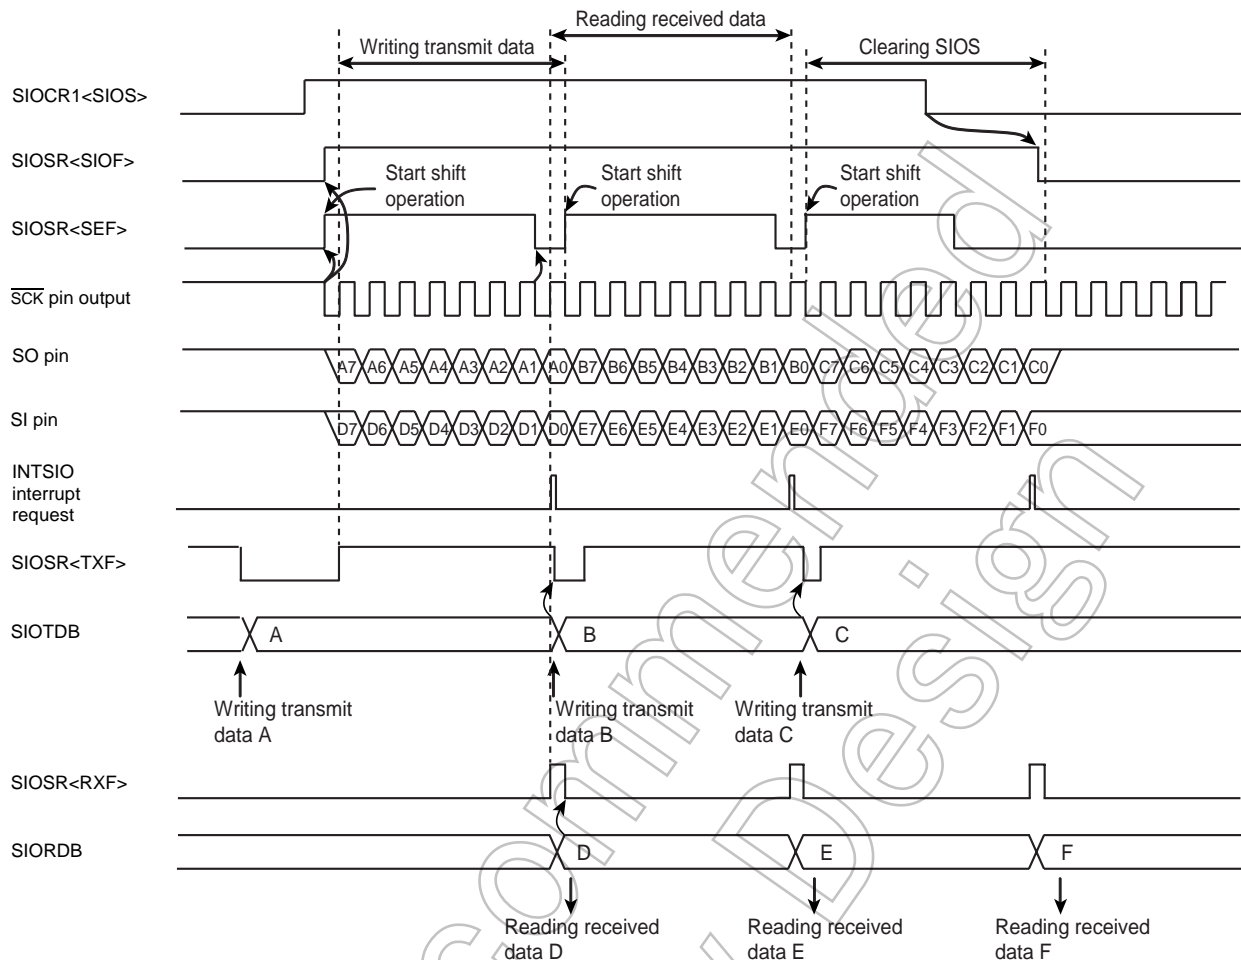 Reading received data
Writing transmit data
Clearing SIOS
SIOCR1<SIOS>
SIOSR<SIOF>
Start shift
operation
Start shift
operation
Start shift
operation
SIOSR<SEF>
SCK pin output
SO pin
A7 A6 A5 A4 A3 A2 A1 A0 B7 B6 B5 B4 B3 B2 B1 B0 C7 C6 C5 C4 C3 C2 C1 C0
SI pin
D7 D6 D5 D4 D3 D2 D1 D0 E7 E6 E5 E4 E3 E2 E1 E0 F7 F6 F5 F4 F3 F2 F1 F0
INTSIO
interrupt
request
SIOSR<TXF>
SIOTDB
A
B
C
Writing transmit
data A
Writing transmit
data B
Writing transmit
data C
SIOSR<RXF>
SIORDB
D
E
F
Reading received
data D
Reading received
data E
Reading received
data F